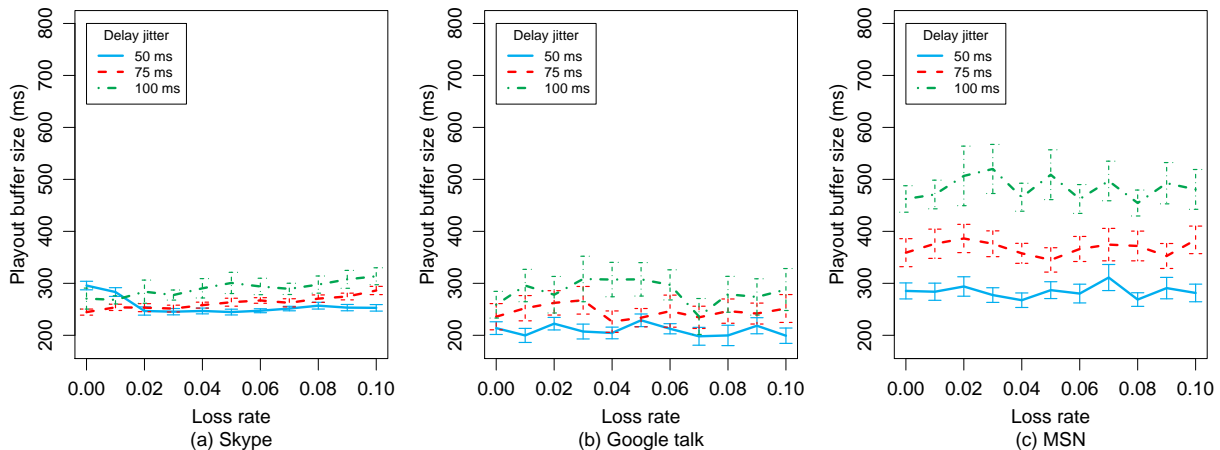 Delay jitter
50 ms
75 ms
100 ms
Playout buffer size (ms)
800
700
600
500
400
300
200
0.00 0.02 0.04 0.06 0.08 0.10
Loss rate
(a) Skype
Delay jitter
50 ms
75 ms
100 ms
Playout buffer size (ms)
800
700
600
500
400
300
200
0.00 0.02 0.04 0.06 0.08 0.10
Loss rate
(b) Google talk
Delay jitter
50 ms
75 ms
100 ms
Playout buffer size (ms)
800
700
600
500
400
300
200
0.00 0.02 0.04 0.06 0.08 0.10
Loss rate
(c) MSN